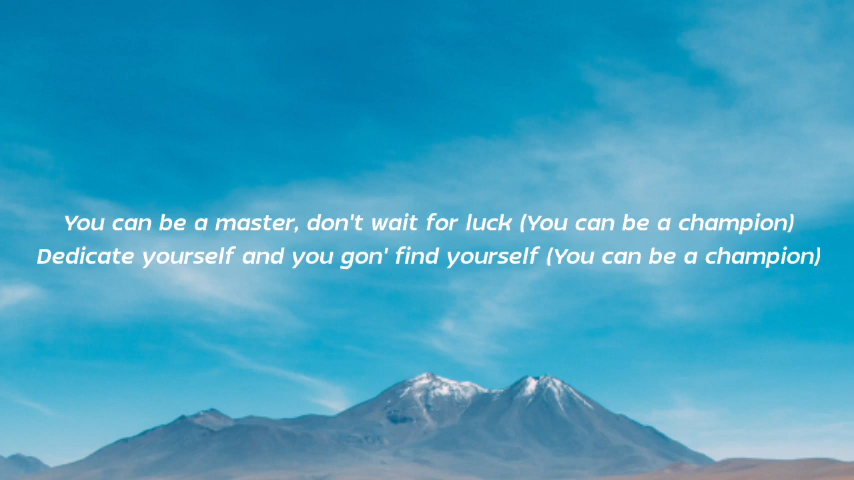 You can be a master, don't wait for luck (You can be a champion)
Dedicate yourself and you gon' find yourself (You can be a champion)